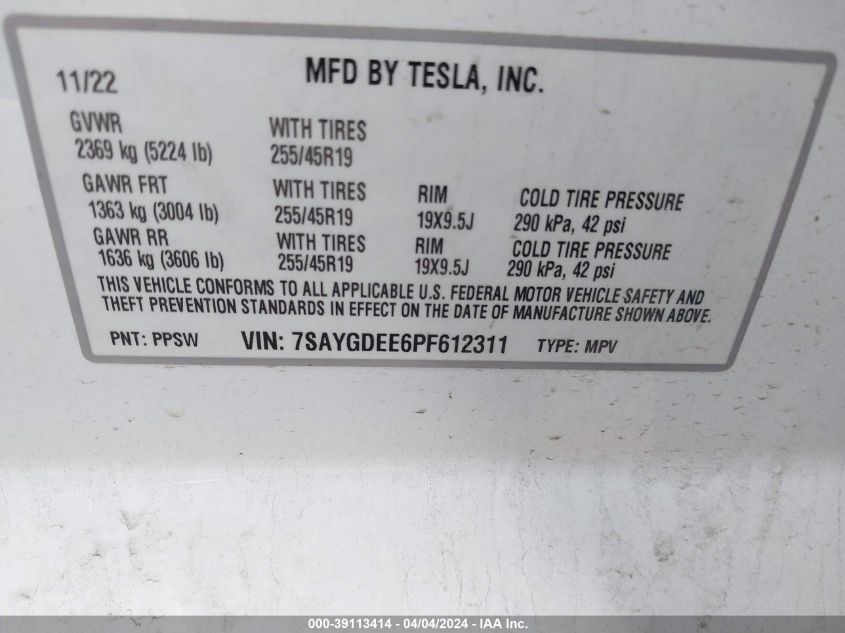 11/22 MFD BY TESLA, INC.
GVWR WITH TIRES
2369 kg (5224 lb) 255/45R19
GAWR FRT WITH TIRES RIM COLD TIRE PRESSURE
1363 kg (3004 lb) 255/45R19 19X9.5J 290 kPa, 42 psi
GAWR RR WITH TIRES RIM COLD TIRE PRESSURE
1636 kg (3606 lb) 255/45R19 19X9.5J 290 kPa, 42 psi
THIS VEHICLE CONFORMS TO ALL APPLICABLE U.S. FEDERAL MOTOR VEHICLE SAFETY AND
THEFT PREVENTION STANDARDS IN EFFECT ON THE DATE OF MANUFACTURE SHOWN ABOVE.
PNT: PPSW VIN: 7SAYGDEE6PF612311 TYPE: MPV
000-39113414 - 04/04/2024 - IAA Inc.